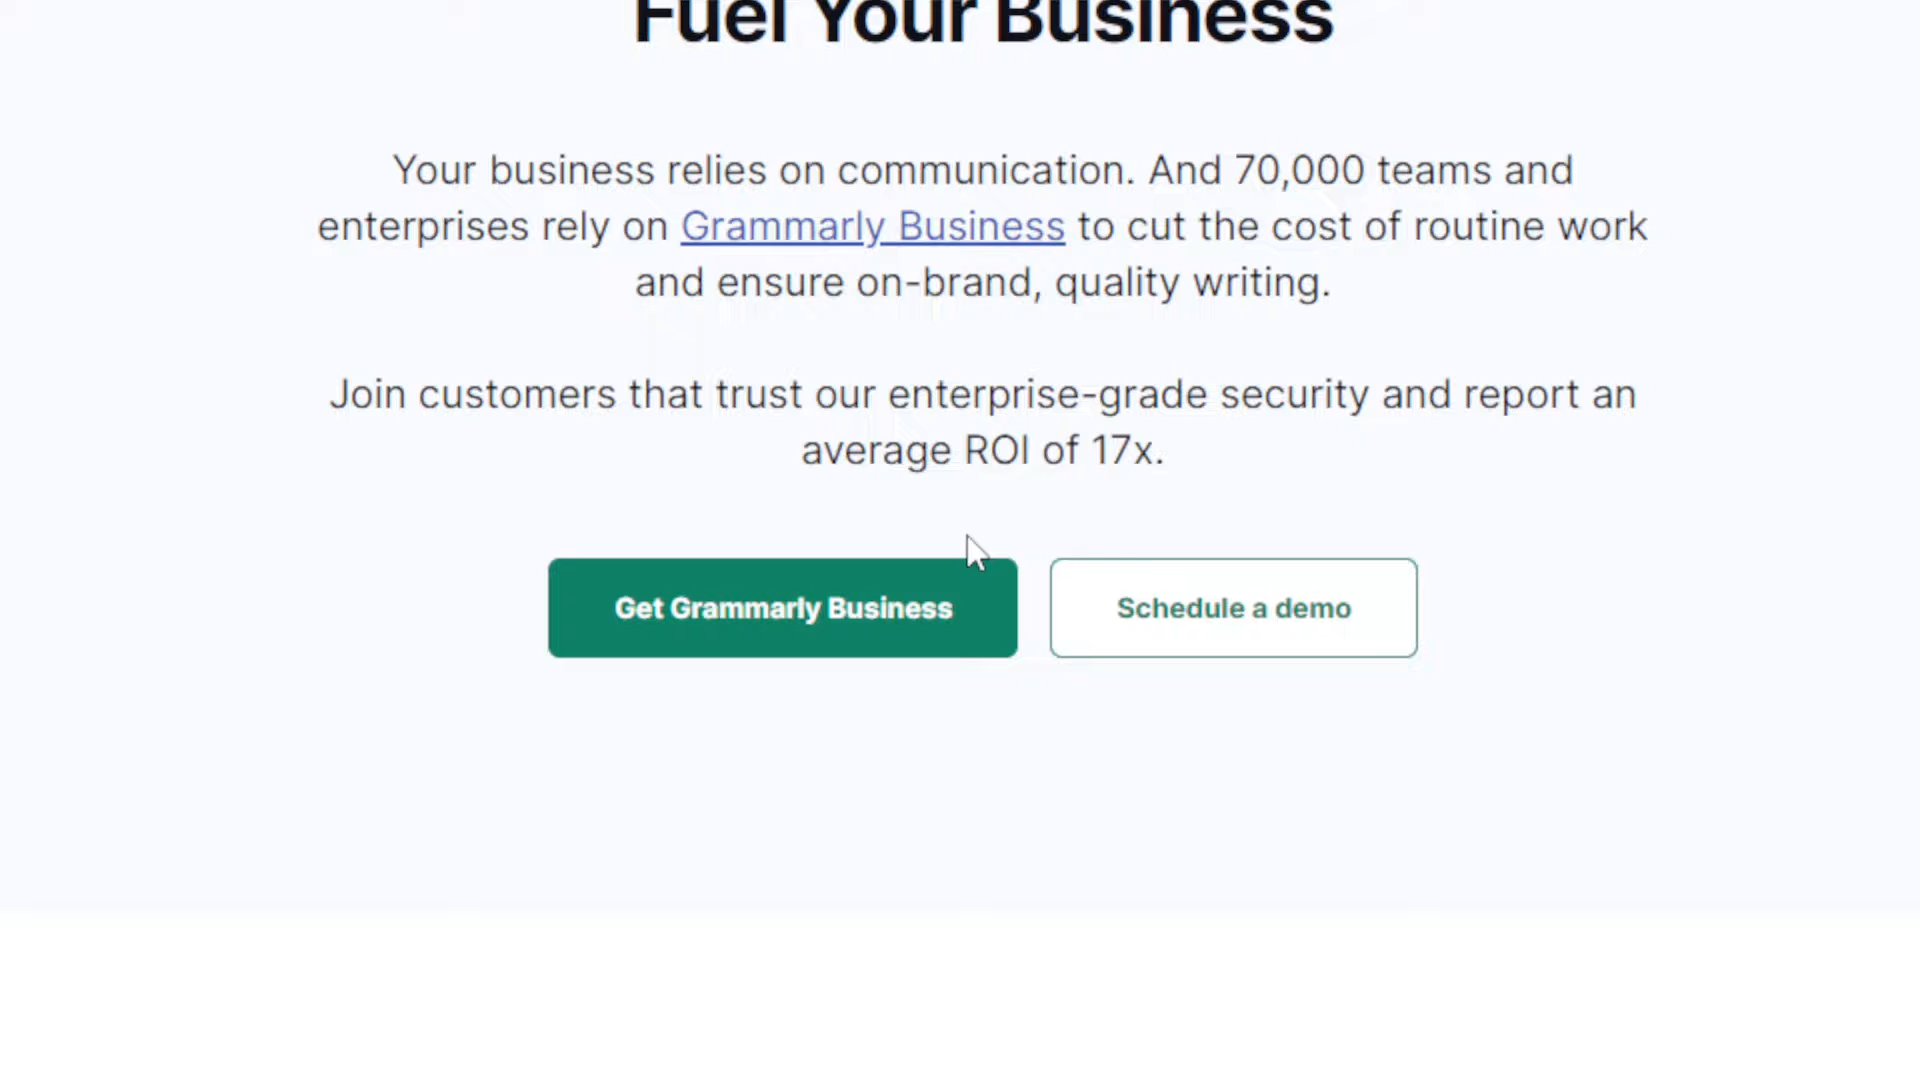 Fuel Your Business
Your business relies on communication. And 70,000 teams and
enterprises rely on Grammarly Business to cut the cost of routine work
and ensure on-brand, quality writing.
Join customers that trust our enterprise-grade security and report an
average ROI of 17x.
Get Grammarly Business
Schedule a demo